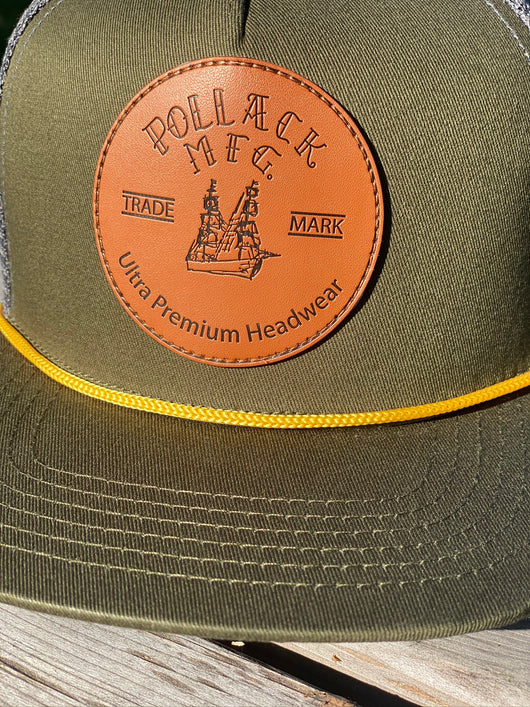 POLLACK
MFG.
TRADE MARK
Ultra Premium Headwear